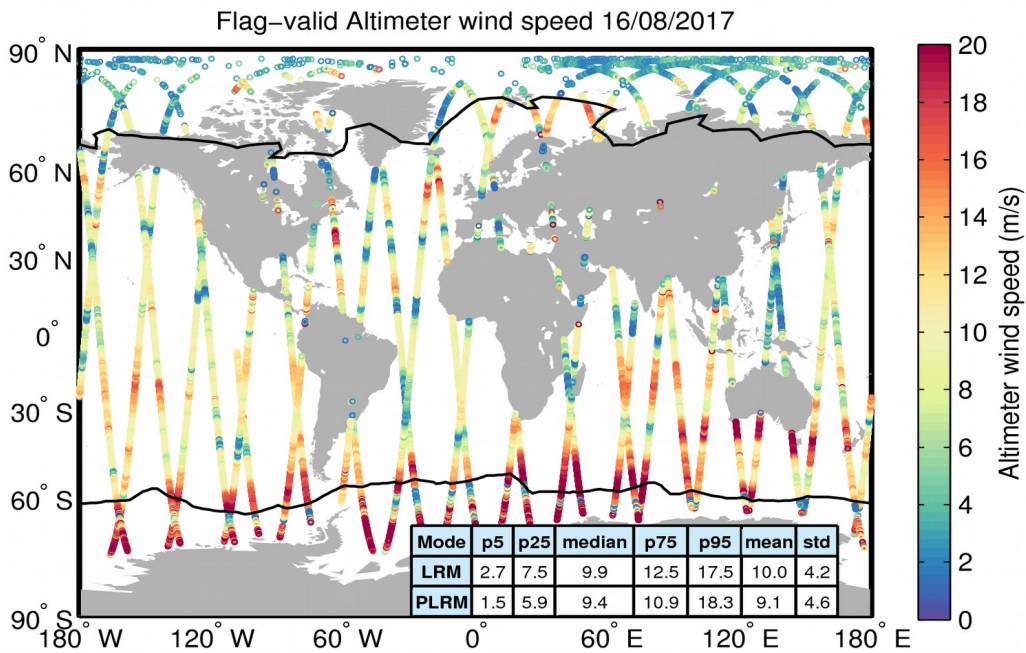 Flag−valid Altimeter wind speed 16/08/2017
90° N
60° N
30° N
0°
30° S
60° S
90° S
180° W
120° W
60° W
0°
60° E
120° E
180° E
Mode p5 p25 median p75 p95 mean std
LRM 2.7 7.5 9.9 12.5 17.5 10.0 4.2
PLRM 1.5 5.9 9.4 10.9 18.3 9.1 4.6
20
18
16
14
12
10
8
6
4
2
0
Altimeter wind speed (m/s)